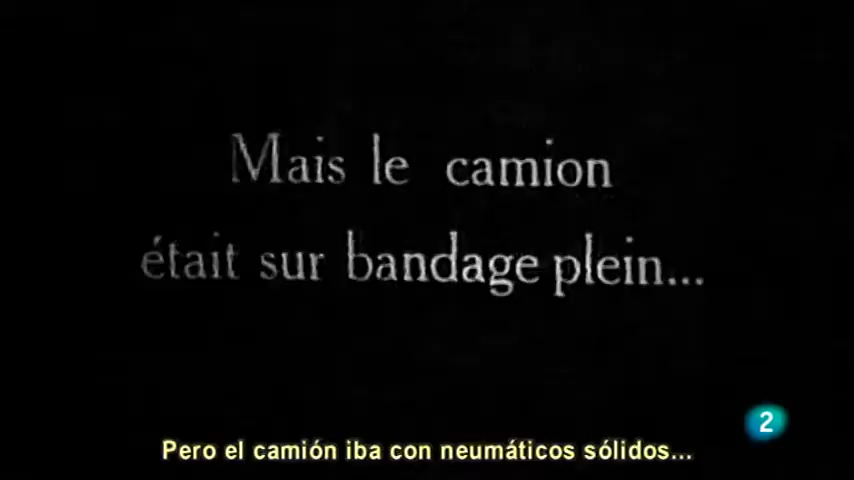 Mais le camion
était sur bandage plein...
2
Pero el camión iba con neumáticos sólidos...